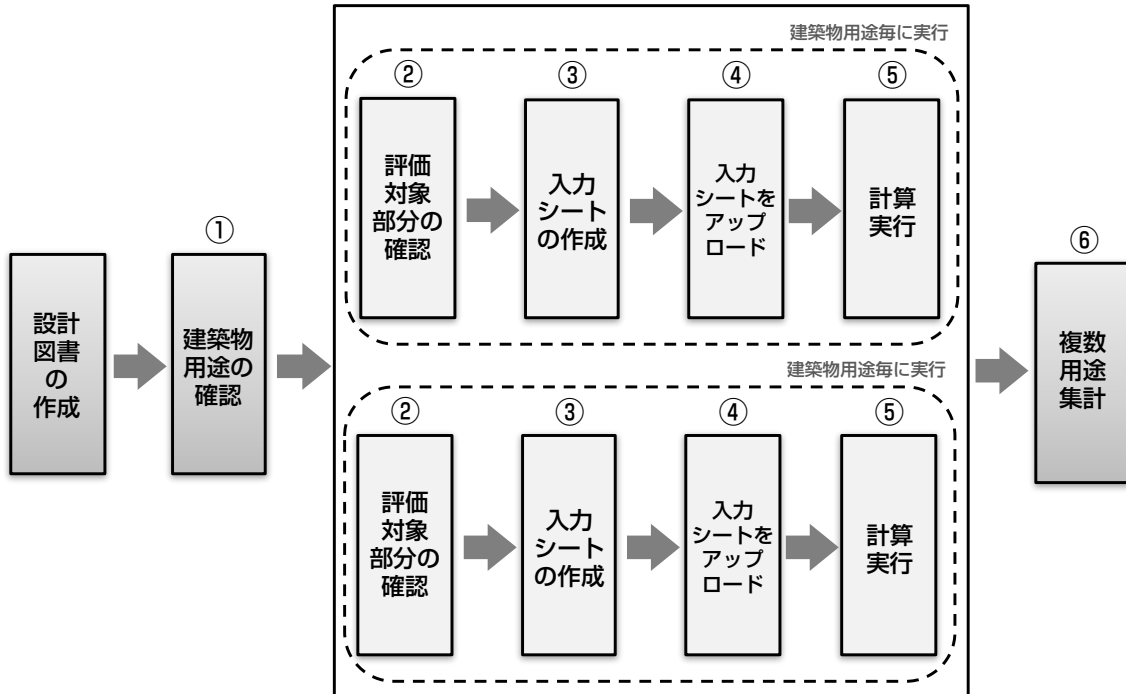 設計
図書
の
作成
①
建築物
用途の
確認
建築物用途毎に実行
②
評価
対象
部分の
確認
③
入力
シート
の作成
④
入力
シートを
アップ
ロード
⑤
計算
実行
建築物用途毎に実行
②
評価
対象
部分の
確認
③
入力
シート
の作成
④
入力
シートを
アップ
ロード
⑤
計算
実行
⑥
複数
用途
集計